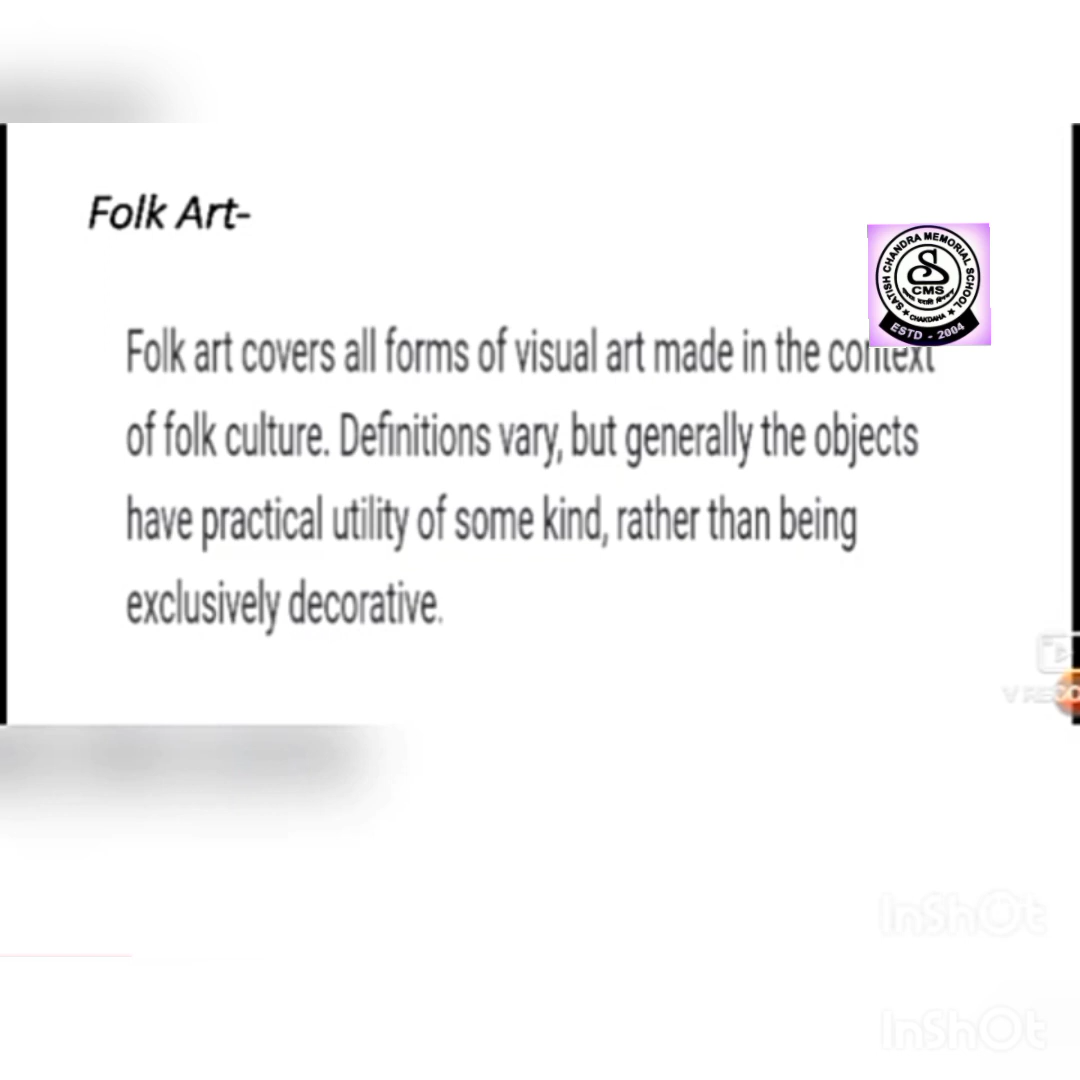 Folk Art-
SATISH CHANDRA MEMORIAL SCHOOL
S
CMS
★ CHAKDAHA ★
ESTD - 2004
Folk art covers all forms of visual art made in the context
of folk culture. Definitions vary, but generally the objects
have practical utility of some kind, rather than being
exclusively decorative.
V RECO
InShOt
InShOt